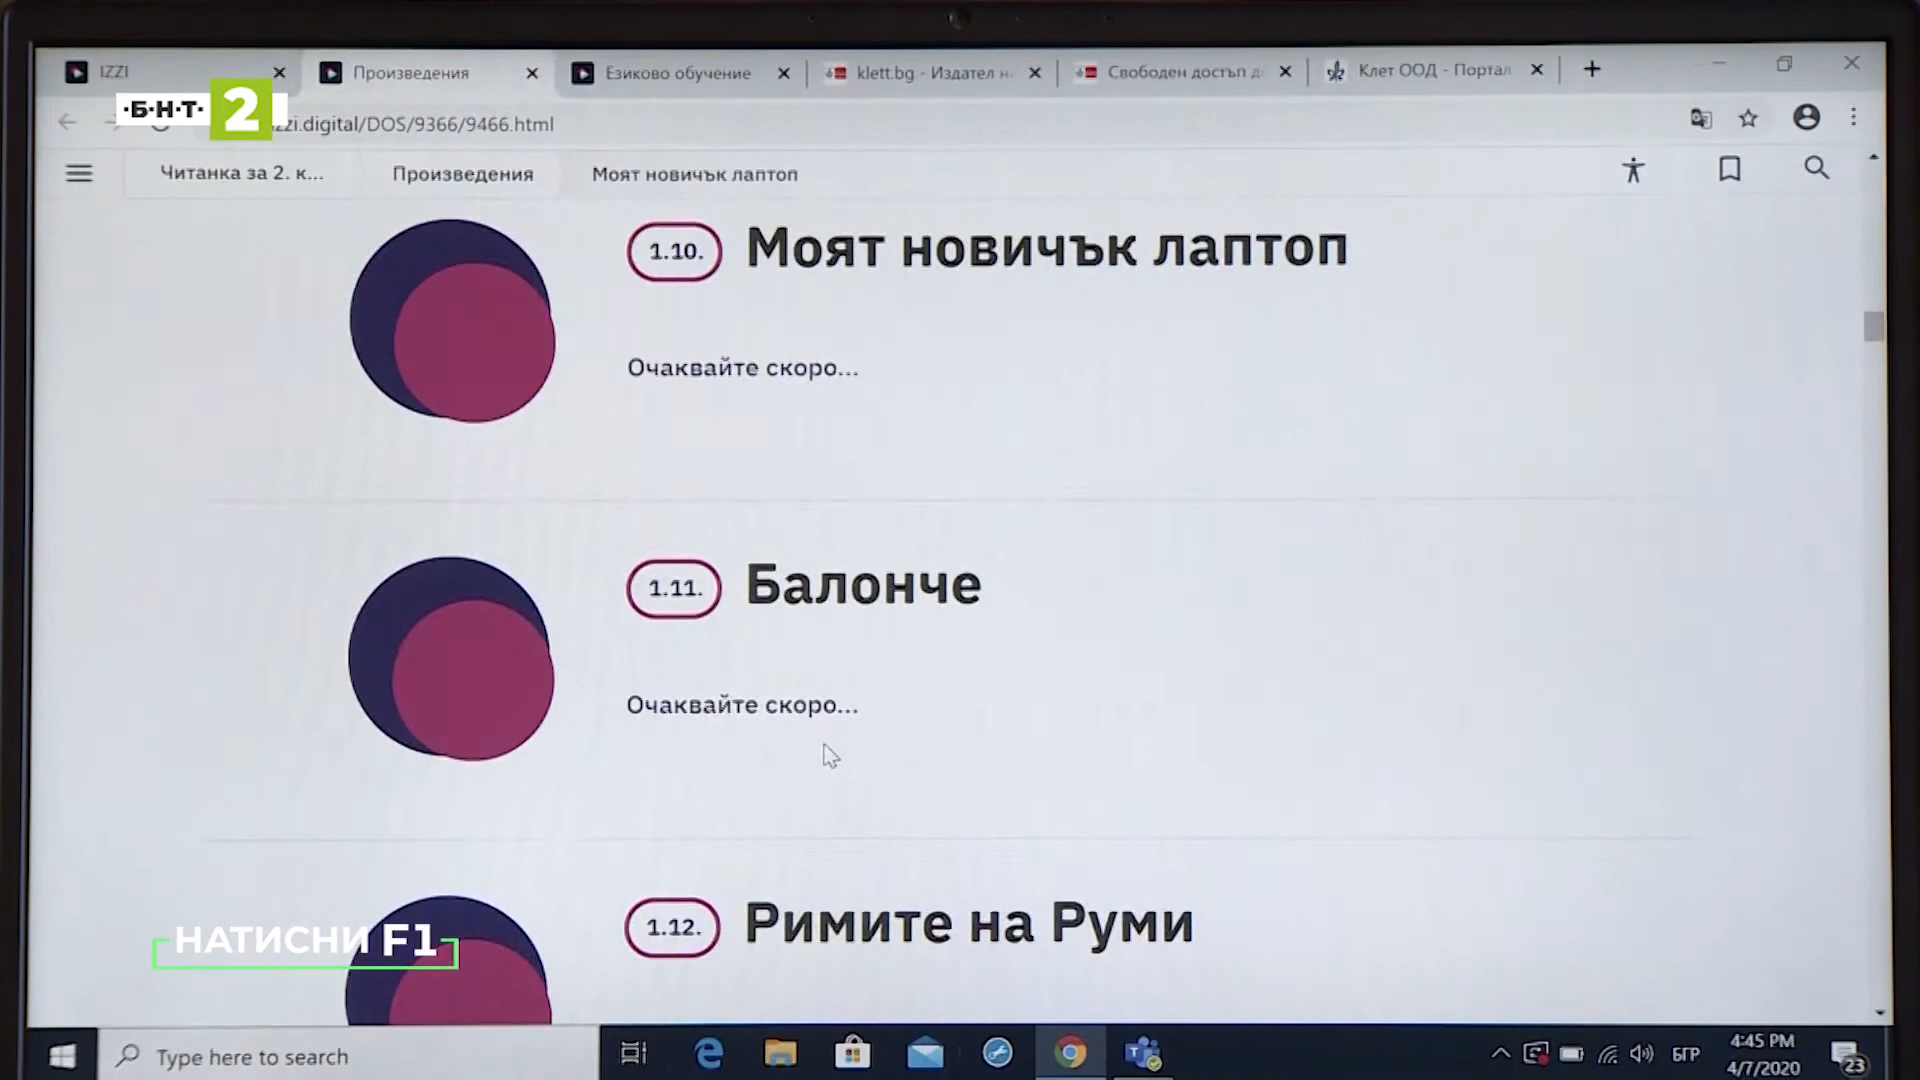 IZZI
Произведения
Езиково обучение
klett.bg - Издател н
Свободен достъп д
Клет ООД - Портал
·Б·Н·Т· 2
zzi.digital/DOS/9366/9466.html
Читанка за 2. к...
Произведения
Моят новичък лаптоп
1.10. Моят новичък лаптоп
Очаквайте скоро...
1.11. Балонче
Очаквайте скоро...
1.12. Римите на Руми
НАТИСНИ F1
Type here to search
БГР
4:45 PM
4/7/2020
23